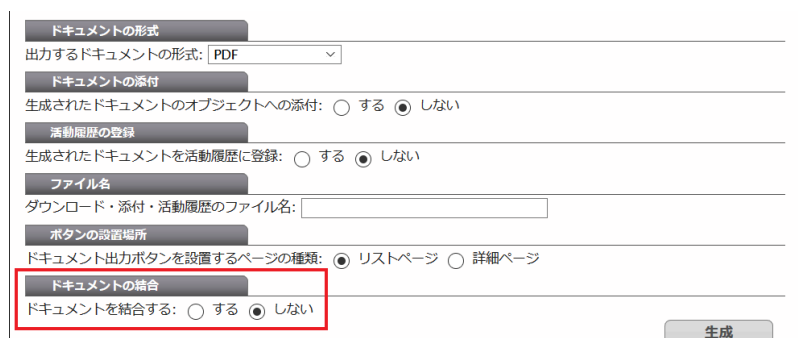 ドキュメントの形式
出力するドキュメントの形式: PDF
ドキュメントの添付
生成されたドキュメントのオブジェクトへの添付: する しない
活動履歴の登録
生成されたドキュメントを活動履歴に登録: する しない
ファイル名
ダウンロード・添付・活動履歴のファイル名:
ボタンの設置場所
ドキュメント出力ボタンを設置するページの種類: リストページ 詳細ページ
ドキュメントの結合
ドキュメントを結合する: する しない
生成